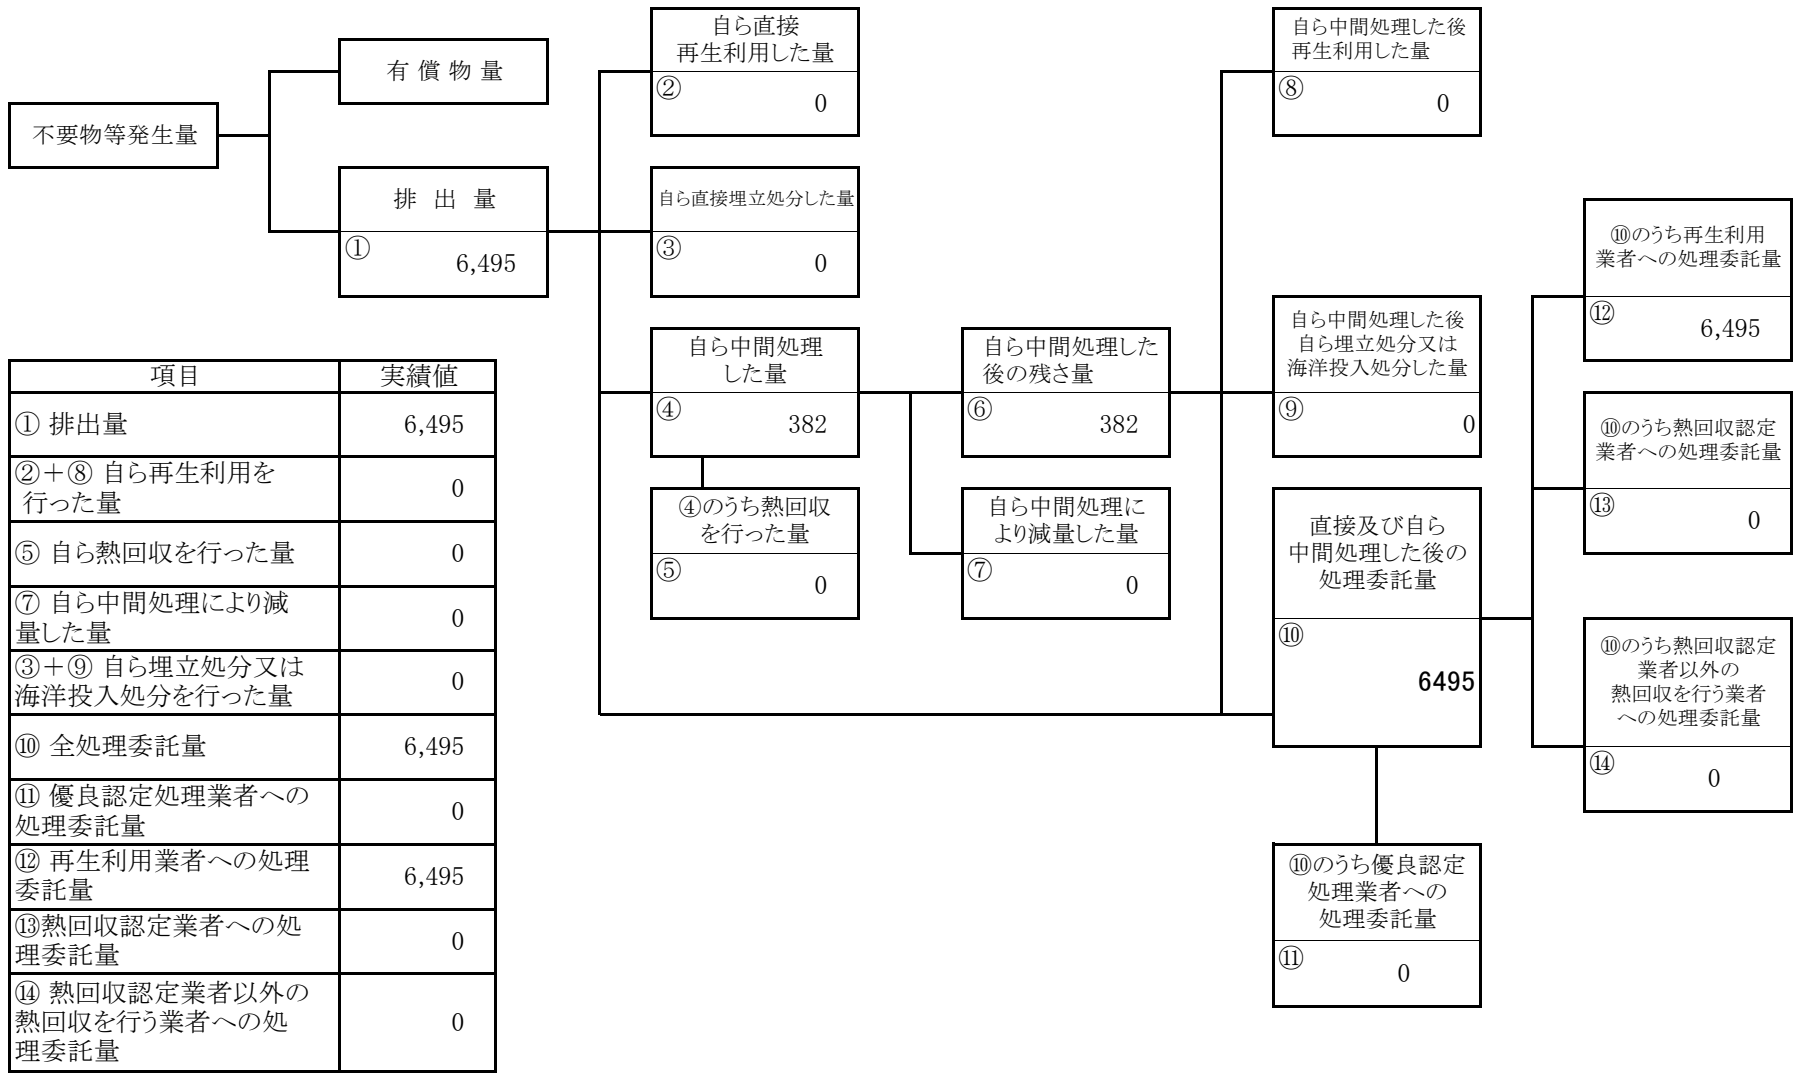 不要物等発生量
有 償 物 量
排 出 量
①
6,495
自ら直接
再生利用した量
②
0
自ら直接埋立処分した量
③
0
自ら中間処理
した量
④
382
④のうち熱回収
を行った量
⑤
0
自ら中間処理した
後の残さ量
⑥
382
自ら中間処理に
より減量した量
⑦
0
自ら中間処理した後
再生利用した量
⑧
0
自ら中間処理した後
自ら埋立処分又は
海洋投入処分した量
⑨
0
直接及び自ら
中間処理した後の
処理委託量
⑩
6495
⑩のうち優良認定
処理業者への
処理委託量
⑪
0
⑩のうち再生利用
業者への処理委託量
⑫
6,495
⑩のうち熱回収認定
業者への処理委託量
⑬
0
⑩のうち熱回収認定
業者以外の
熱回収を行う業者
への処理委託量
⑭
0
項目 実績値
① 排出量 6,495
②＋⑧ 自ら再生利用を
行った量 0
⑤ 自ら熱回収を行った量 0
⑦ 自ら中間処理により減
量した量 0
③＋⑨ 自ら埋立処分又は
海洋投入処分を行った量 0
⑩ 全処理委託量 6,495
⑪ 優良認定処理業者への
処理委託量 0
⑫ 再生利用業者への処理
委託量 6,495
⑬熱回収認定業者への処
理委託量 0
⑭ 熱回収認定業者以外の
熱回収を行う業者への処
理委託量 0